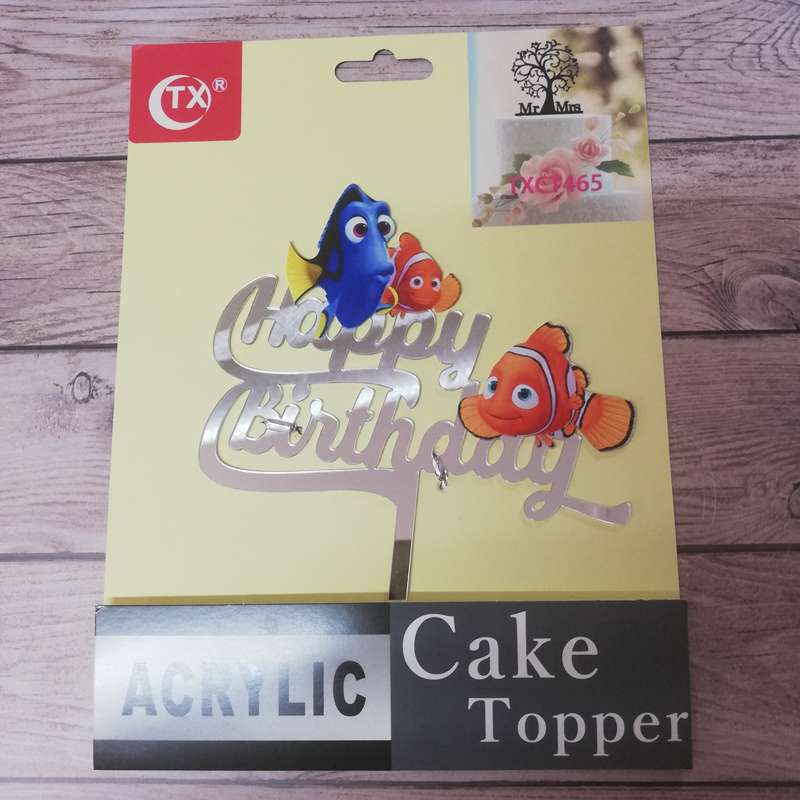 TX®
Mr Mrs
TXC1465
Happy
Birthday
ACRYLIC
Cake
Topper